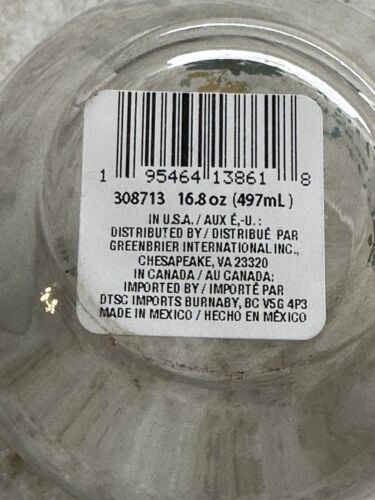 1 95464 13861 8
308713 16.8 oz (497mL)
IN U.S.A. / AUX É.-U. :
DISTRIBUTED BY / DISTRIBUÉ PAR
GREENBRIER INTERNATIONAL INC.,
CHESAPEAKE, VA 23320
IN CANADA / AU CANADA:
IMPORTED BY / IMPORTÉ PAR
DTSC IMPORTS BURNABY, BC V5G 4P3
MADE IN MEXICO / HECHO EN MÉXICO